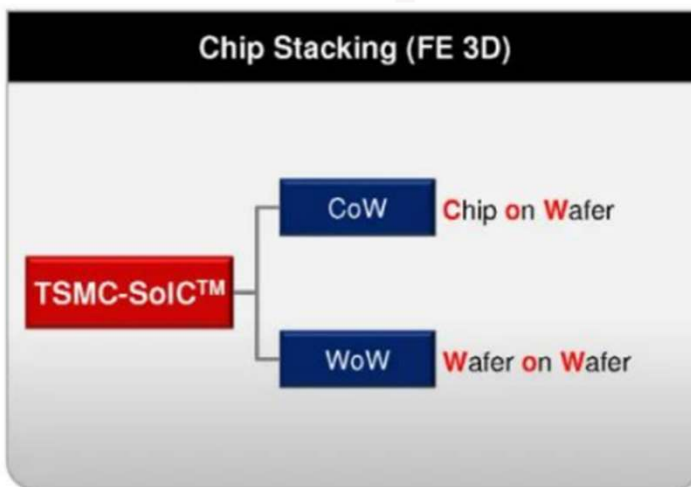 Chip Stacking (FE 3D)
CoW Chip on Wafer
TSMC-SoIC™
WoW Wafer on Wafer